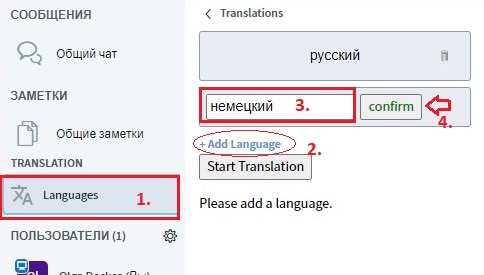 СООБЩЕНИЯ
Общий чат
ЗАМЕТКИ
Общие заметки
TRANSLATION
Languages
1.
ПОЛЬЗОВАТЕЛИ (1)
Translations
русский
немецкий
3.
confirm
4.
+ Add Language
2.
Start Translation
Please add a language.